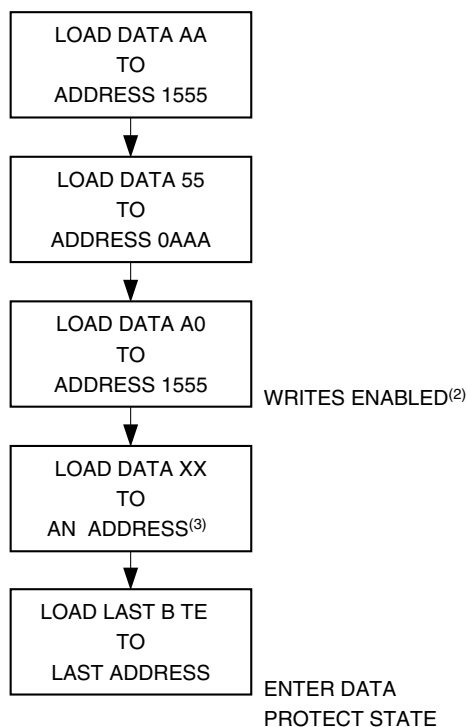 LOAD DATA AA
TO
ADDRESS 1555
LOAD DATA 55
TO
ADDRESS 0AAA
LOAD DATA A0
TO
ADDRESS 1555
WRITES ENABLED(2)
LOAD DATA XX
TO
AN ADDRESS(3)
LOAD LAST B TE
TO
LAST ADDRESS
ENTER DATA
PROTECT STATE